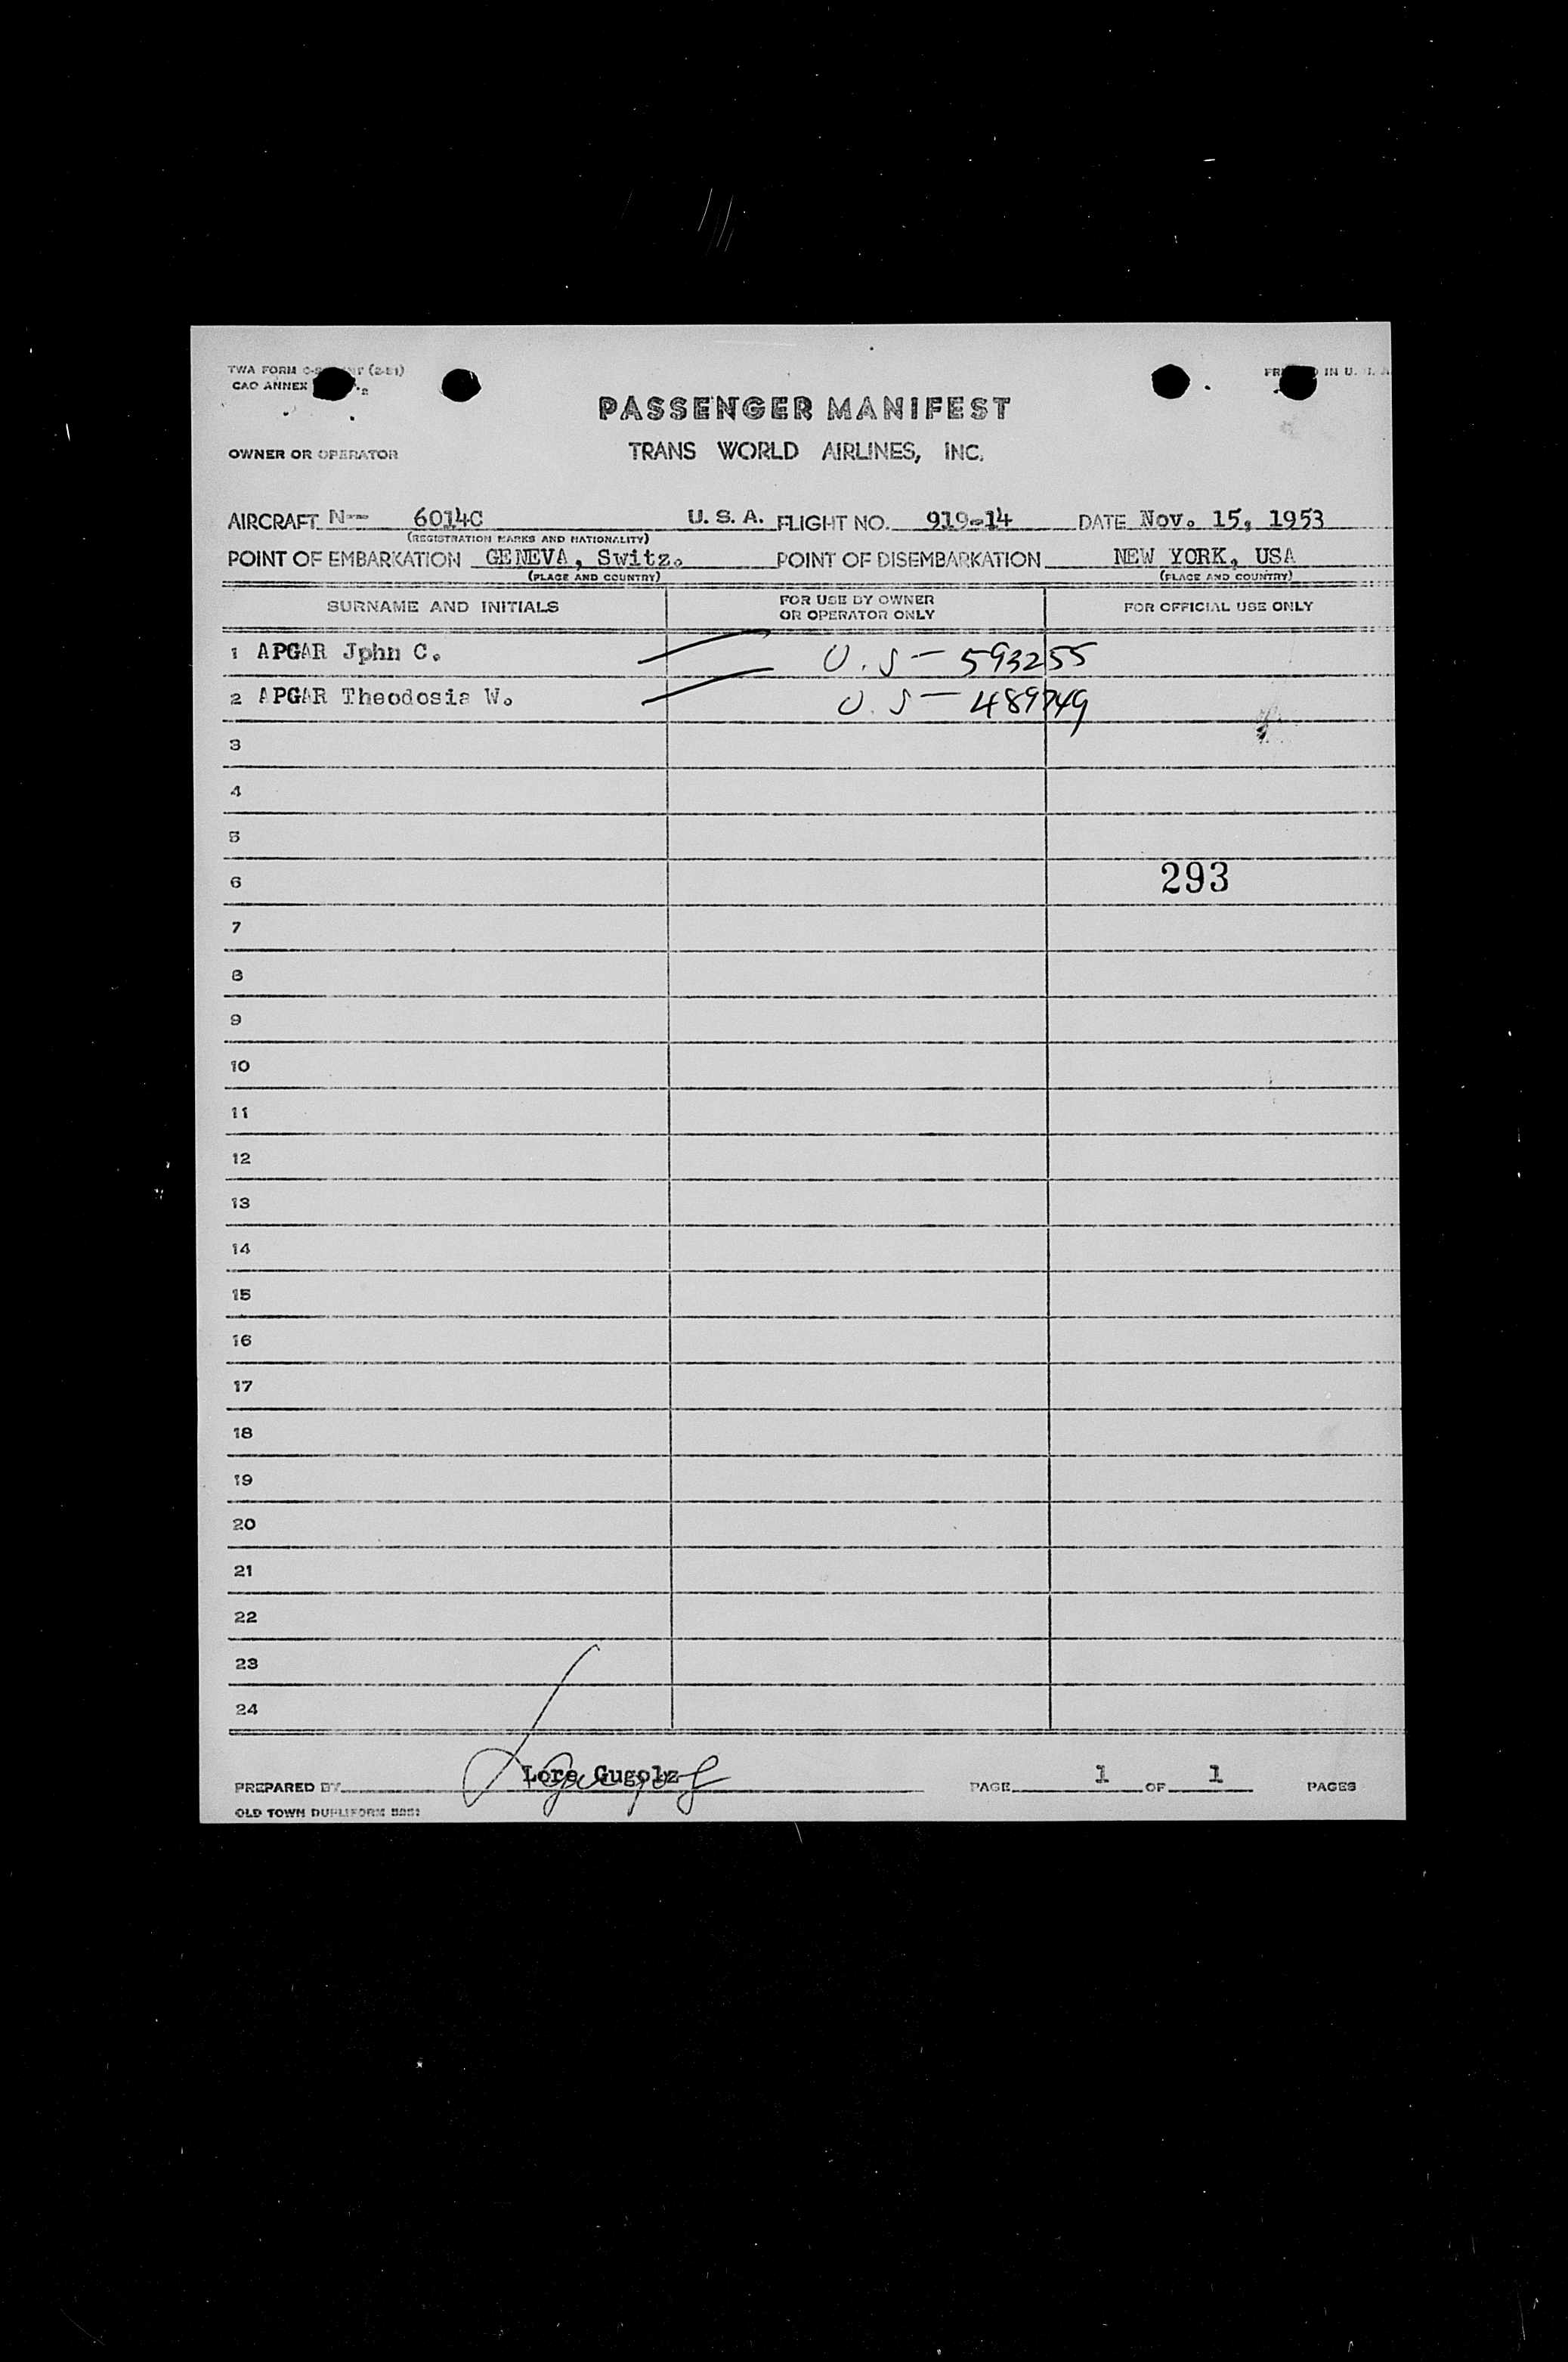 TWA FORM (2-51)
CAO ANNEX
IN U. S. A.
PASSENGER MANIFEST
OWNER OR OPERATOR TRANS WORLD AIRLINES, INC.
AIRCRAFT N-- 6014C U. S. A. FLIGHT NO. 919-14 DATE Nov. 15, 1953
(REGISTRATION MARKS AND NATIONALITY)
POINT OF EMBARKATION GENEVA, Switz. POINT OF DISEMBARKATION NEW YORK, USA
(PLACE AND COUNTRY) (PLACE AND COUNTRY)
SURNAME AND INITIALS FOR USE BY OWNER OR OPERATOR ONLY FOR OFFICIAL USE ONLY
1 APGAR Jphn C. U.S - 593255
2 APGAR Theodosia W. U.S - 489749
3
4
5
6 293
7
8
9
10
11
12
13
14
15
16
17
18
19
20
21
22
23
24
PREPARED BY Lore Gugolz PAGE 1 OF 1 PAGES
OLD TOWN DUPLIFORM